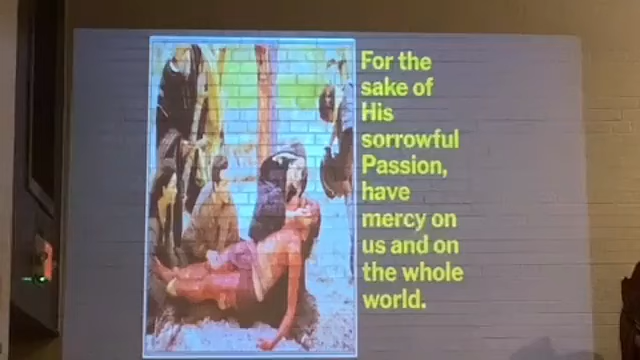 For the
sake of
His
sorrowful
Passion,
have
mercy on
us and on
the whole
world.